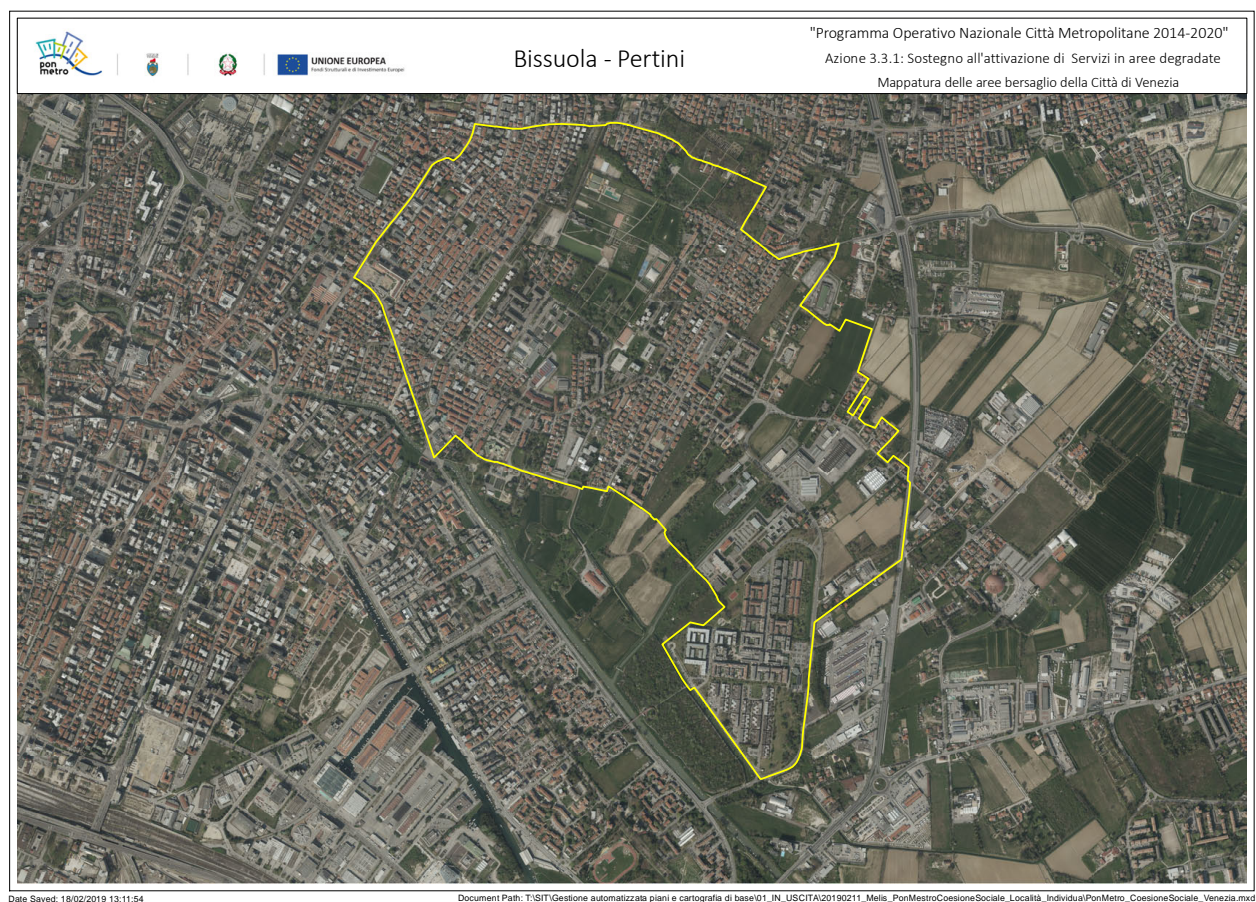 pon
metro
UNIONE EUROPEA
Fondi Strutturali e di Investimento Europei
Bissuola - Pertini
"Programma Operativo Nazionale Città Metropolitane 2014-2020"
Azione 3.3.1: Sostegno all'attivazione di Servizi in aree degradate
Mappatura delle aree bersaglio della Città di Venezia
Date Saved: 18/02/2019 13:11:54
Document Path: T:\SIT\Gestione automatizzata piani e cartografia di base\01_IN_USCITA\20190211_Melis_PonMestroCoesioneSociale_Località_Individua\PonMetro_CoesioneSociale_Venezia.mxd